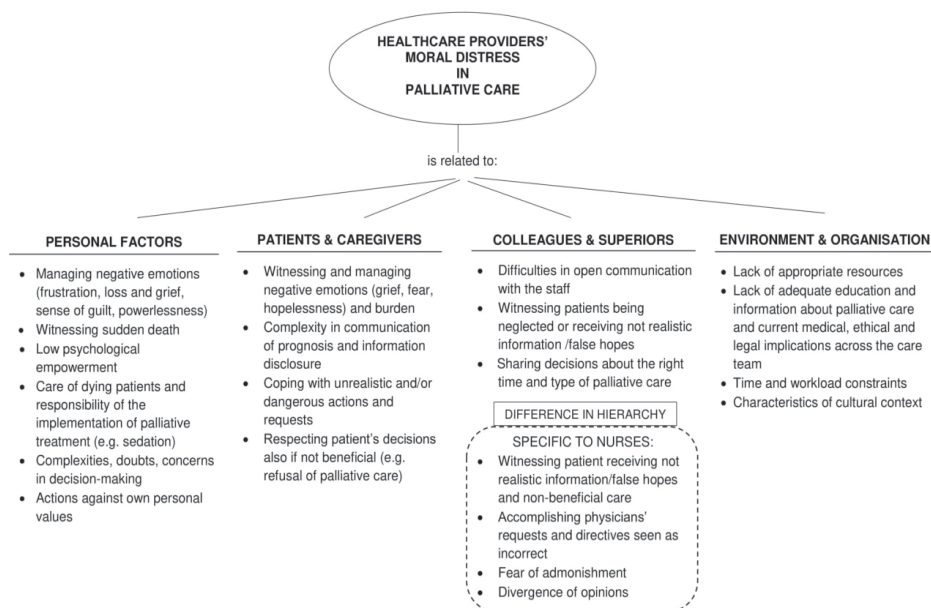 HEALTHCARE PROVIDERS'
MORAL DISTRESS
IN
PALLIATIVE CARE
is related to:
PERSONAL FACTORS
• Managing negative emotions
(frustration, loss and grief,
sense of guilt, powerlessness)
• Witnessing sudden death
• Low psychological
empowerment
• Care of dying patients and
responsibility of the
implementation of palliative
treatment (e.g. sedation)
• Complexities, doubts, concerns
in decision-making
• Actions against own personal
values
PATIENTS & CAREGIVERS
• Witnessing and managing
negative emotions (grief, fear,
hopelessness) and burden
• Complexity in communication
of prognosis and information
disclosure
• Coping with unrealistic and/or
dangerous actions and
requests
• Respecting patient's decisions
also if not beneficial (e.g.
refusal of palliative care)
COLLEAGUES & SUPERIORS
• Difficulties in open communication
with the staff
• Witnessing patients being
neglected or receiving not realistic
information /false hopes
• Sharing decisions about the right
time and type of palliative care
DIFFERENCE IN HIERARCHY
SPECIFIC TO NURSES:
• Witnessing patient receiving not
realistic information/false hopes
and non-beneficial care
• Accomplishing physicians'
requests and directives seen as
incorrect
• Fear of admonishment
• Divergence of opinions
ENVIRONMENT & ORGANISATION
• Lack of appropriate resources
• Lack of adequate education and
information about palliative care
and current medical, ethical and
legal implications across the care
team
• Time and workload constraints
• Characteristics of cultural context